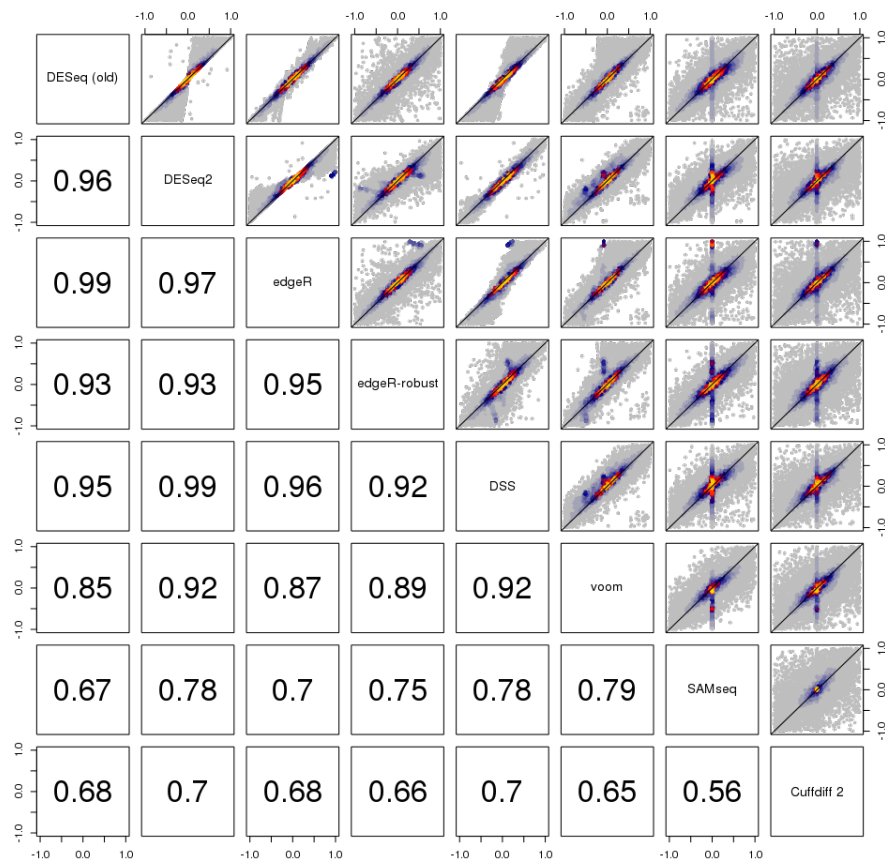 -1.0 0.0 1.0 -1.0 0.0 1.0 -1.0 0.0 1.0 -1.0 0.0 1.0
DESeq (old)
-1.0 0.0 1.0
-1.0 0.0 1.0
0.96 DESeq2
0.99 0.97 edgeR
-1.0 0.0 1.0
-1.0 0.0 1.0
0.93 0.93 0.95 edgeR-robust
0.95 0.99 0.96 0.92 DSS
-1.0 0.0 1.0
-1.0 0.0 1.0
0.85 0.92 0.87 0.89 0.92 voom
0.67 0.78 0.7 0.75 0.78 0.79 SAMseq
-1.0 0.0 1.0
-1.0 0.0 1.0
0.68 0.7 0.68 0.66 0.7 0.65 0.56 Cuffdiff 2
-1.0 0.0 1.0 -1.0 0.0 1.0 -1.0 0.0 1.0 -1.0 0.0 1.0